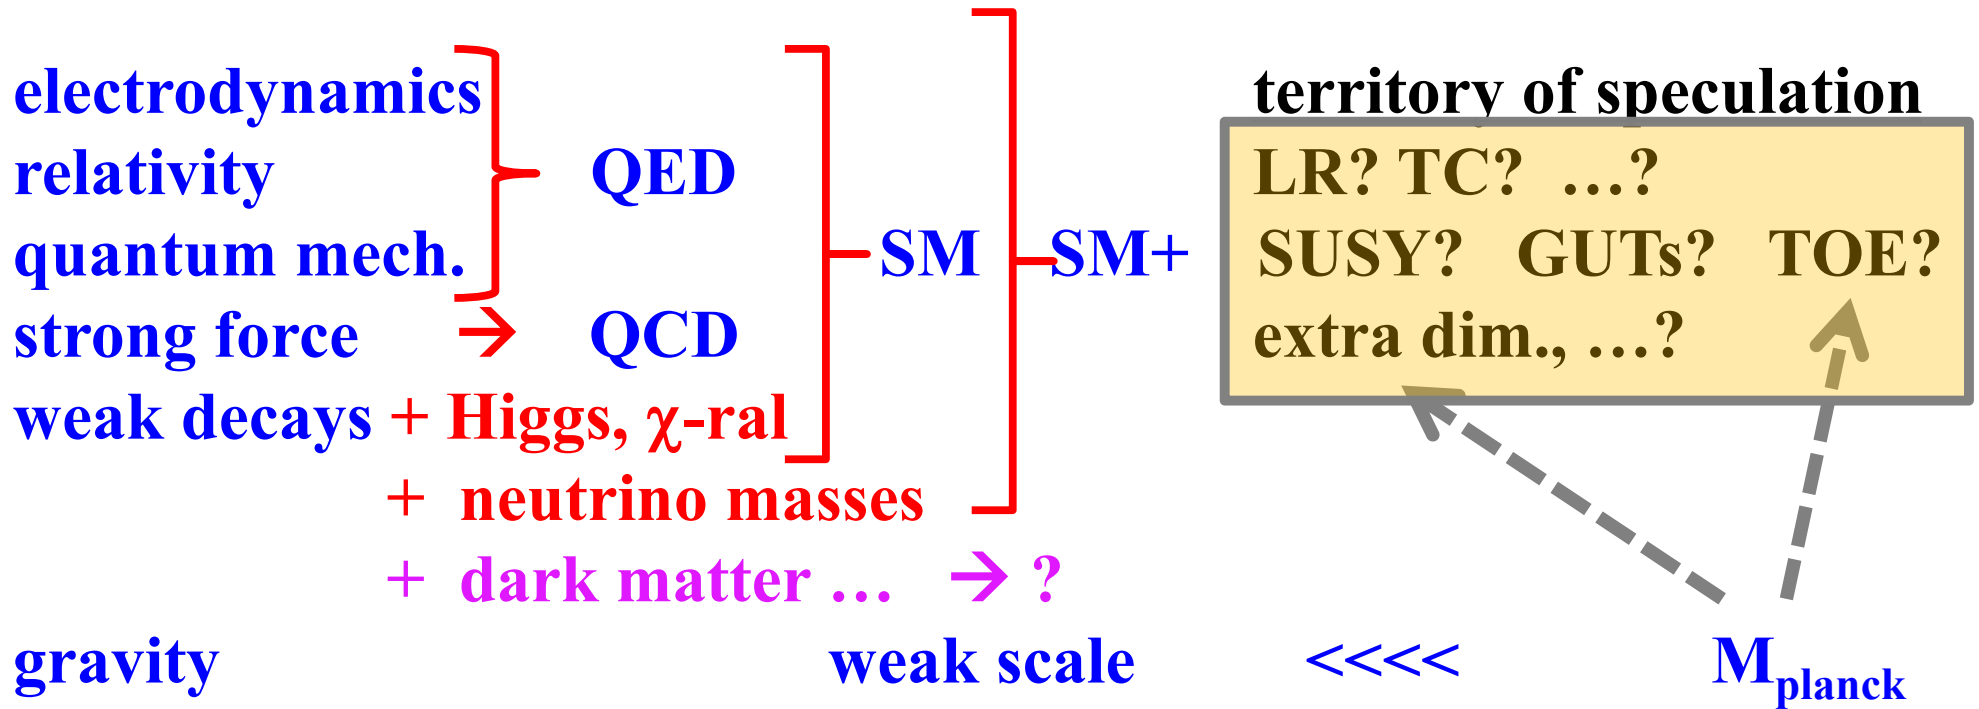 electrodynamics territory of speculation
relativity QED LR? TC? …?
quantum mech. SM SM+ SUSY? GUTs? TOE?
strong force → QCD extra dim., …?
weak decays + Higgs, χ-ral
+ neutrino masses
+ dark matter … → ?
gravity weak scale <<<< Mplanck